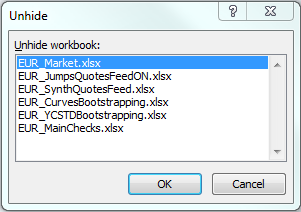 Unhide
Unhide workbook:
EUR_Market.xlsx
EUR_JumpsQuotesFeedON.xlsx
EUR_SynthQuotesFeed.xlsx
EUR_CurvesBootstrapping.xlsx
EUR_YCSTDBootstrapping.xlsx
EUR_MainChecks.xlsx
OK Cancel